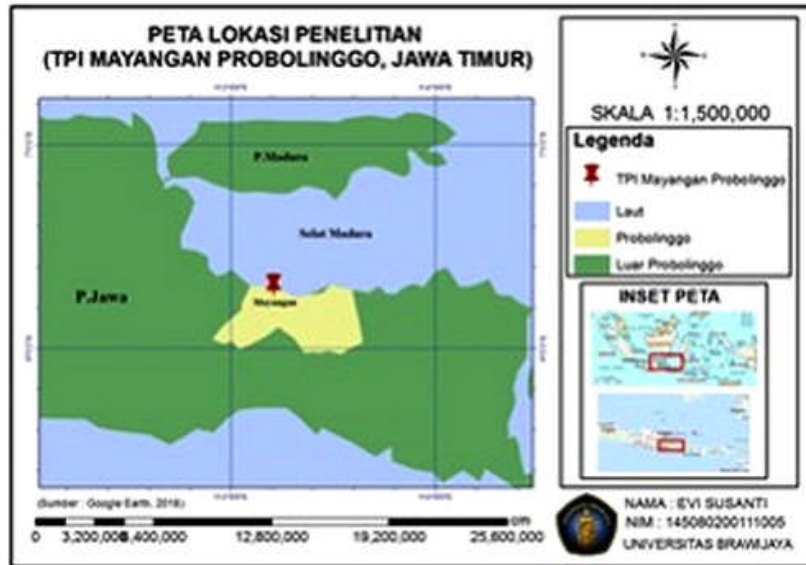 PETA LOKASI PENELITIAN
(TPI MAYANGAN PROBOLINGGO, JAWA TIMUR)
P.Madura
Selat Madura
P.Jawa
Mayangan
(Sumber : Google Earth, 2018)
cm
0 3,200,000 6,400,000 12,800,000 19,200,000 25,600,000
SKALA 1:1,500,000
Legenda
TPI Mayangan Probolinggo
Laut
Probolinggo
Luar Probolinggo
INSET PETA
NAMA : EVI SUSANTI
NIM : 145080200111005
UNIVERSITAS BRAWIJAYA